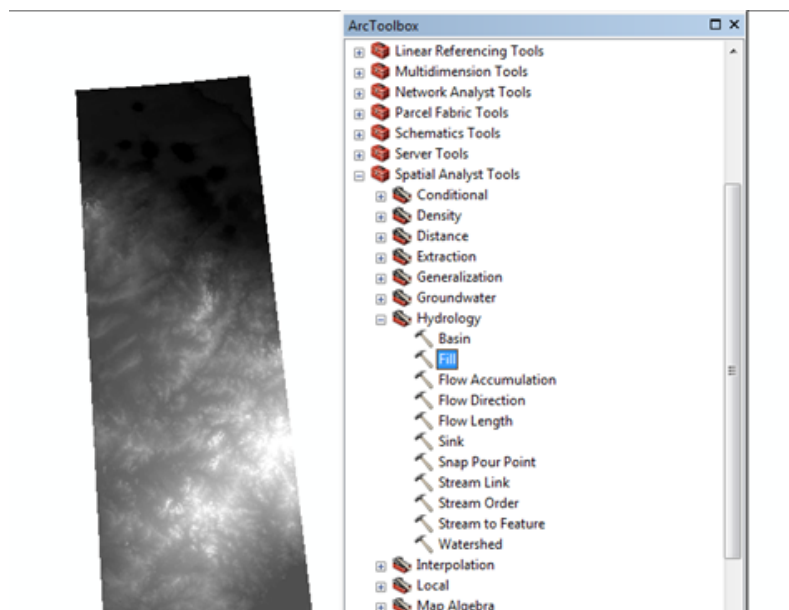 ArcToolbox
Linear Referencing Tools
Multidimension Tools
Network Analyst Tools
Parcel Fabric Tools
Schematics Tools
Server Tools
Spatial Analyst Tools
Conditional
Density
Distance
Extraction
Generalization
Groundwater
Hydrology
Basin
Fill
Flow Accumulation
Flow Direction
Flow Length
Sink
Snap Pour Point
Stream Link
Stream Order
Stream to Feature
Watershed
Interpolation
Local
Map Algebra